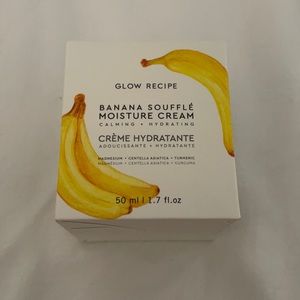 GLOW RECIPE
BANANA SOUFFLÉ
MOISTURE CREAM
CALMING + HYDRATING
CRÈME HYDRATANTE
ADOUCISSANTE + HYDRATANTE
MAGNESIUM + CENTELLA ASIATICA + TURMERIC
MAGNÉSIUM + CENTELLA ASIATICA + CURCUMA
50 ml | 1.7 fl.oz